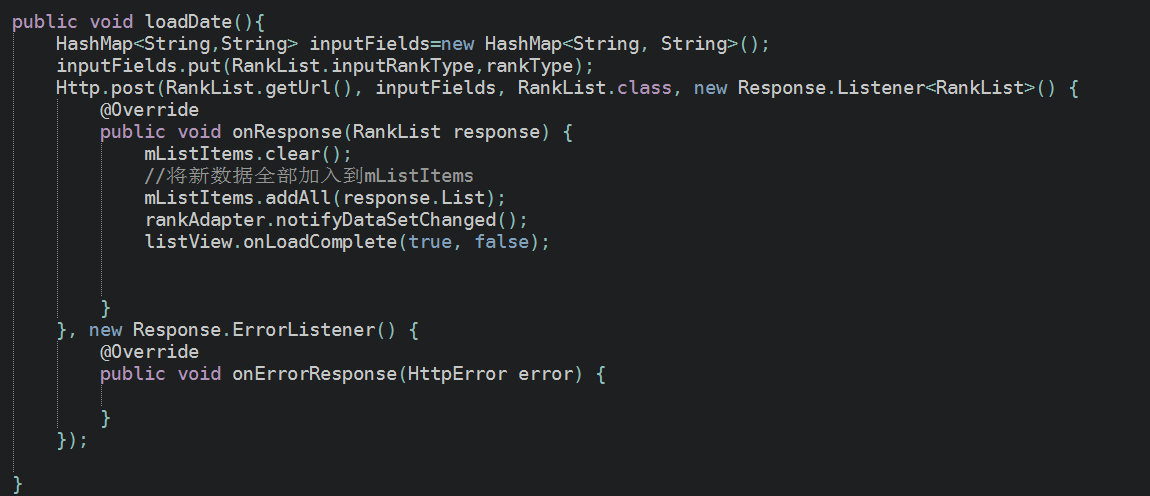 public void loadDate(){
HashMap<String,String> inputFields=new HashMap<String, String>();
inputFields.put(RankList.inputRankType,rankType);
Http.post(RankList.getUrl(), inputFields, RankList.class, new Response.Listener<RankList>() {
@Override
public void onResponse(RankList response) {
mListItems.clear();
//将新数据全部加入到mListItems
mListItems.addAll(response.List);
rankAdapter.notifyDataSetChanged();
listView.onLoadComplete(true, false);
}
}, new Response.ErrorListener() {
@Override
public void onErrorResponse(HttpError error) {
}
});
}